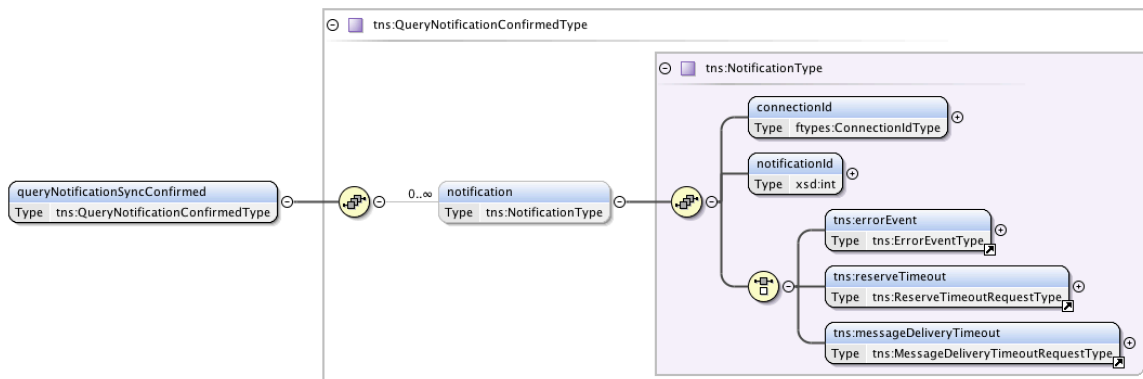 tns:QueryNotificationConfirmedType
tns:NotificationType
connectionId
Type ftypes:ConnectionIdType
notificationId
Type xsd:int
queryNotificationSyncConfirmed
Type tns:QueryNotificationConfirmedType
0..∞
notification
Type tns:NotificationType
tns:errorEvent
Type tns:ErrorEventType
tns:reserveTimeout
Type tns:ReserveTimeoutRequestType
tns:messageDeliveryTimeout
Type tns:MessageDeliveryTimeoutRequestType